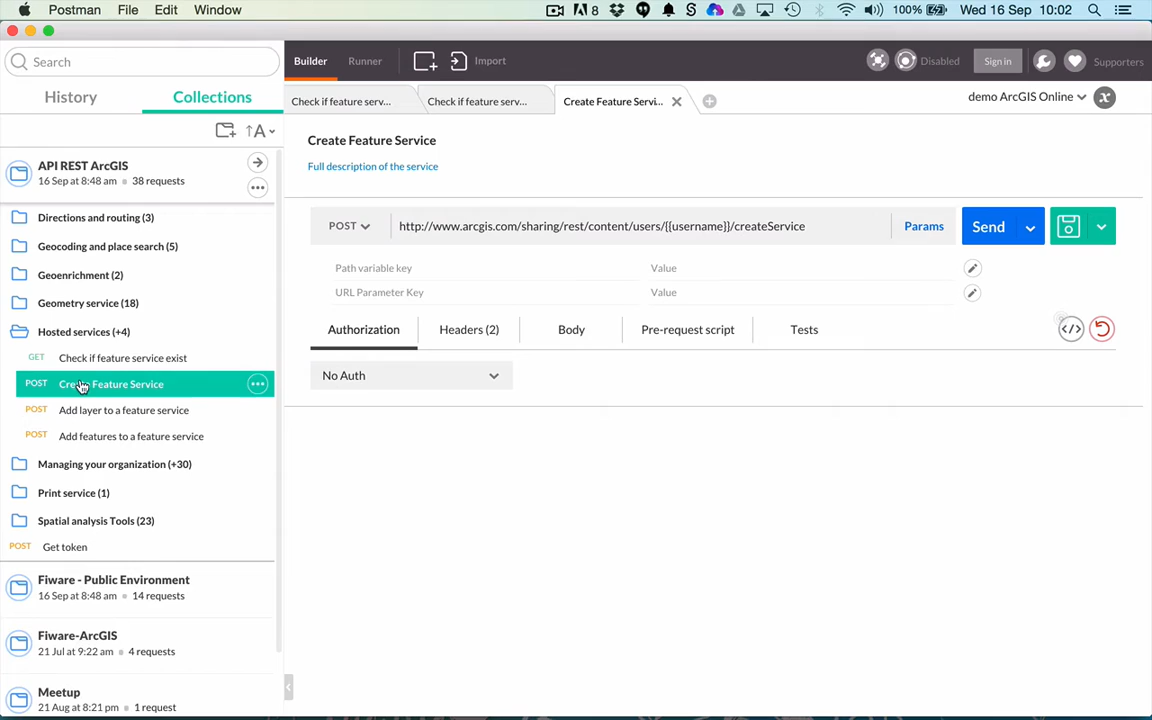 Postman File Edit Window 8 100% Wed 16 Sep 10:02
Search
History Collections
A
API REST ArcGIS
16 Sep at 8:48 am 38 requests
Directions and routing (3)
Geocoding and place search (5)
Geoenrichment (2)
Geometry service (18)
Hosted services (+4)
GET Check if feature service exist
POST Create Feature Service
POST Add layer to a feature service
POST Add features to a feature service
Managing your organization (+30)
Print service (1)
Spatial analysis Tools (23)
POST Get token
Fiware - Public Environment
16 Sep at 8:48 am 14 requests
Fiware-ArcGIS
21 Jul at 9:22 am 4 requests
Meetup
21 Aug at 8:21 pm 1 request
Builder Runner Import Disabled Sign in Supporters
Check if feature serv... Check if feature serv... Create Feature Servi... demo ArcGIS Online
Create Feature Service
Full description of the service
POST http://www.arcgis.com/sharing/rest/content/users/{{username}}/createService Params Send
Path variable key Value
URL Parameter Key Value
Authorization Headers (2) Body Pre-request script Tests
No Auth